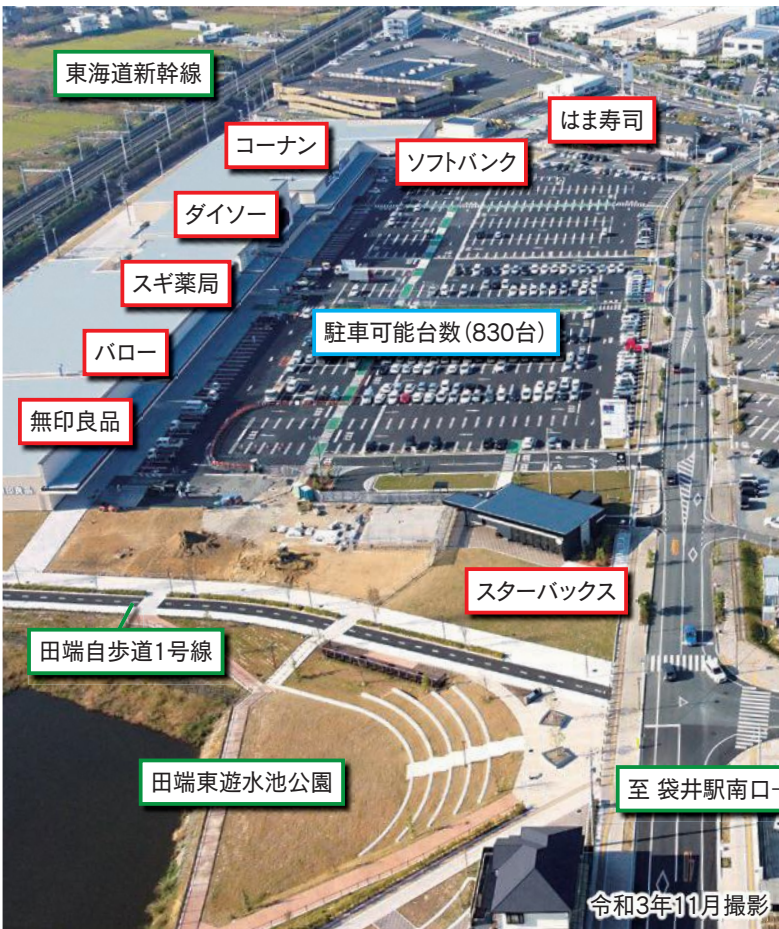 東海道新幹線
はま寿司
コーナン
ソフトバンク
ダイソー
スギ薬局
駐車可能台数(830台)
バロー
無印良品
スターバックス
田端自歩道1号線
田端東遊水池公園
至 袋井駅南口
令和3年11月撮影